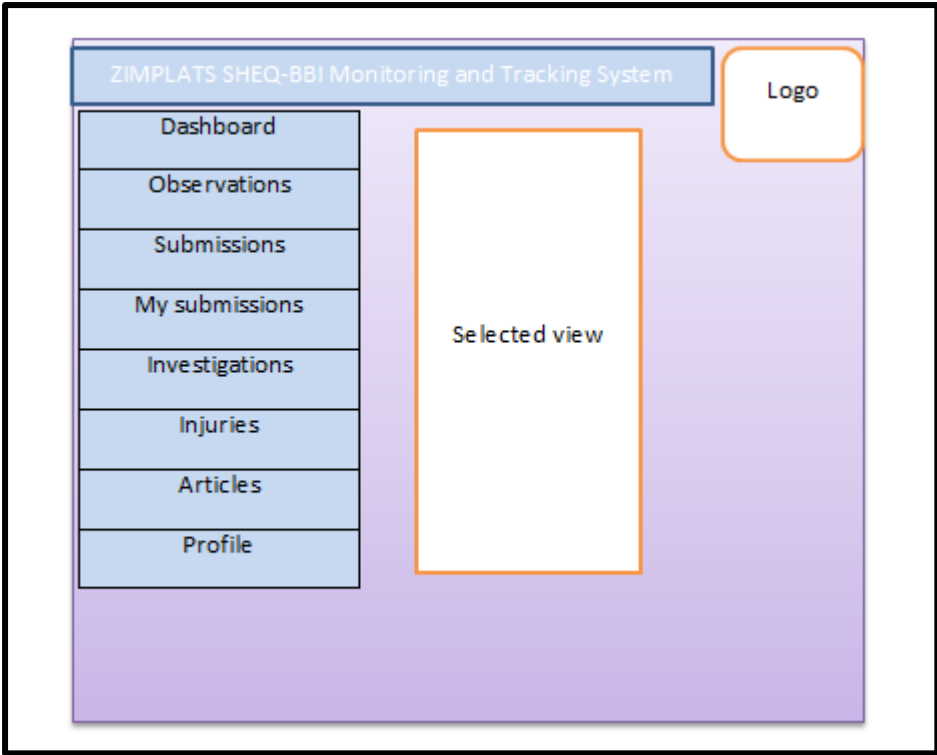 ZIMPLATS SHEQ-BBI Monitoring and Tracking System
Logo
Dashboard
Observations
Submissions
My submissions
Investigations
Injuries
Articles
Profile
Selected view